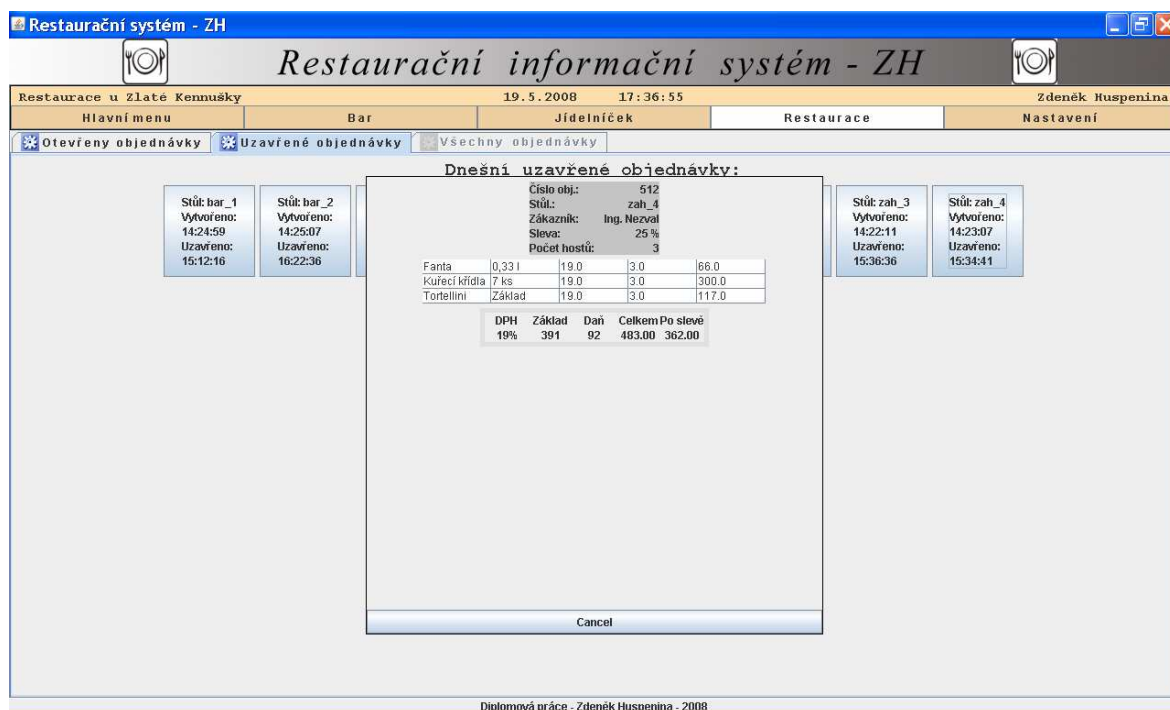 Restaurační systém - ZH
Restaurační informační systém - ZH
Restaurace u Zlaté Kennušky 19.5.2008 17:36:55 Zdeněk Huspenina
Hlavní menu Bar Jídelníček Restaurace Nastavení
Otevřeny objednávky Uzavřené objednávky Všechny objednávky
Dnešní uzavřené objednávky:
Stůl: bar_1
Vytvořeno:
14:24:59
Uzavřeno:
15:12:16
Stůl: bar_2
Vytvořeno:
14:25:07
Uzavřeno:
16:22:36
Číslo obj.: 512
Stůl.: zah_4
Zákazník: Ing. Nezval
Sleva: 25 %
Počet hostů: 3
Fanta 0,33 l 19.0 3.0 66.0
Kuřecí křídla 7 ks 19.0 3.0 300.0
Tortellini Základ 19.0 3.0 117.0
DPH Základ Daň Celkem Po slevě
19% 391 92 483.00 362.00
Cancel
Stůl: zah_3
Vytvořeno:
14:22:11
Uzavřeno:
15:36:36
Stůl: zah_4
Vytvořeno:
14:23:07
Uzavřeno:
15:34:41
Diplomová práce - Zdeněk Huspenina - 2008